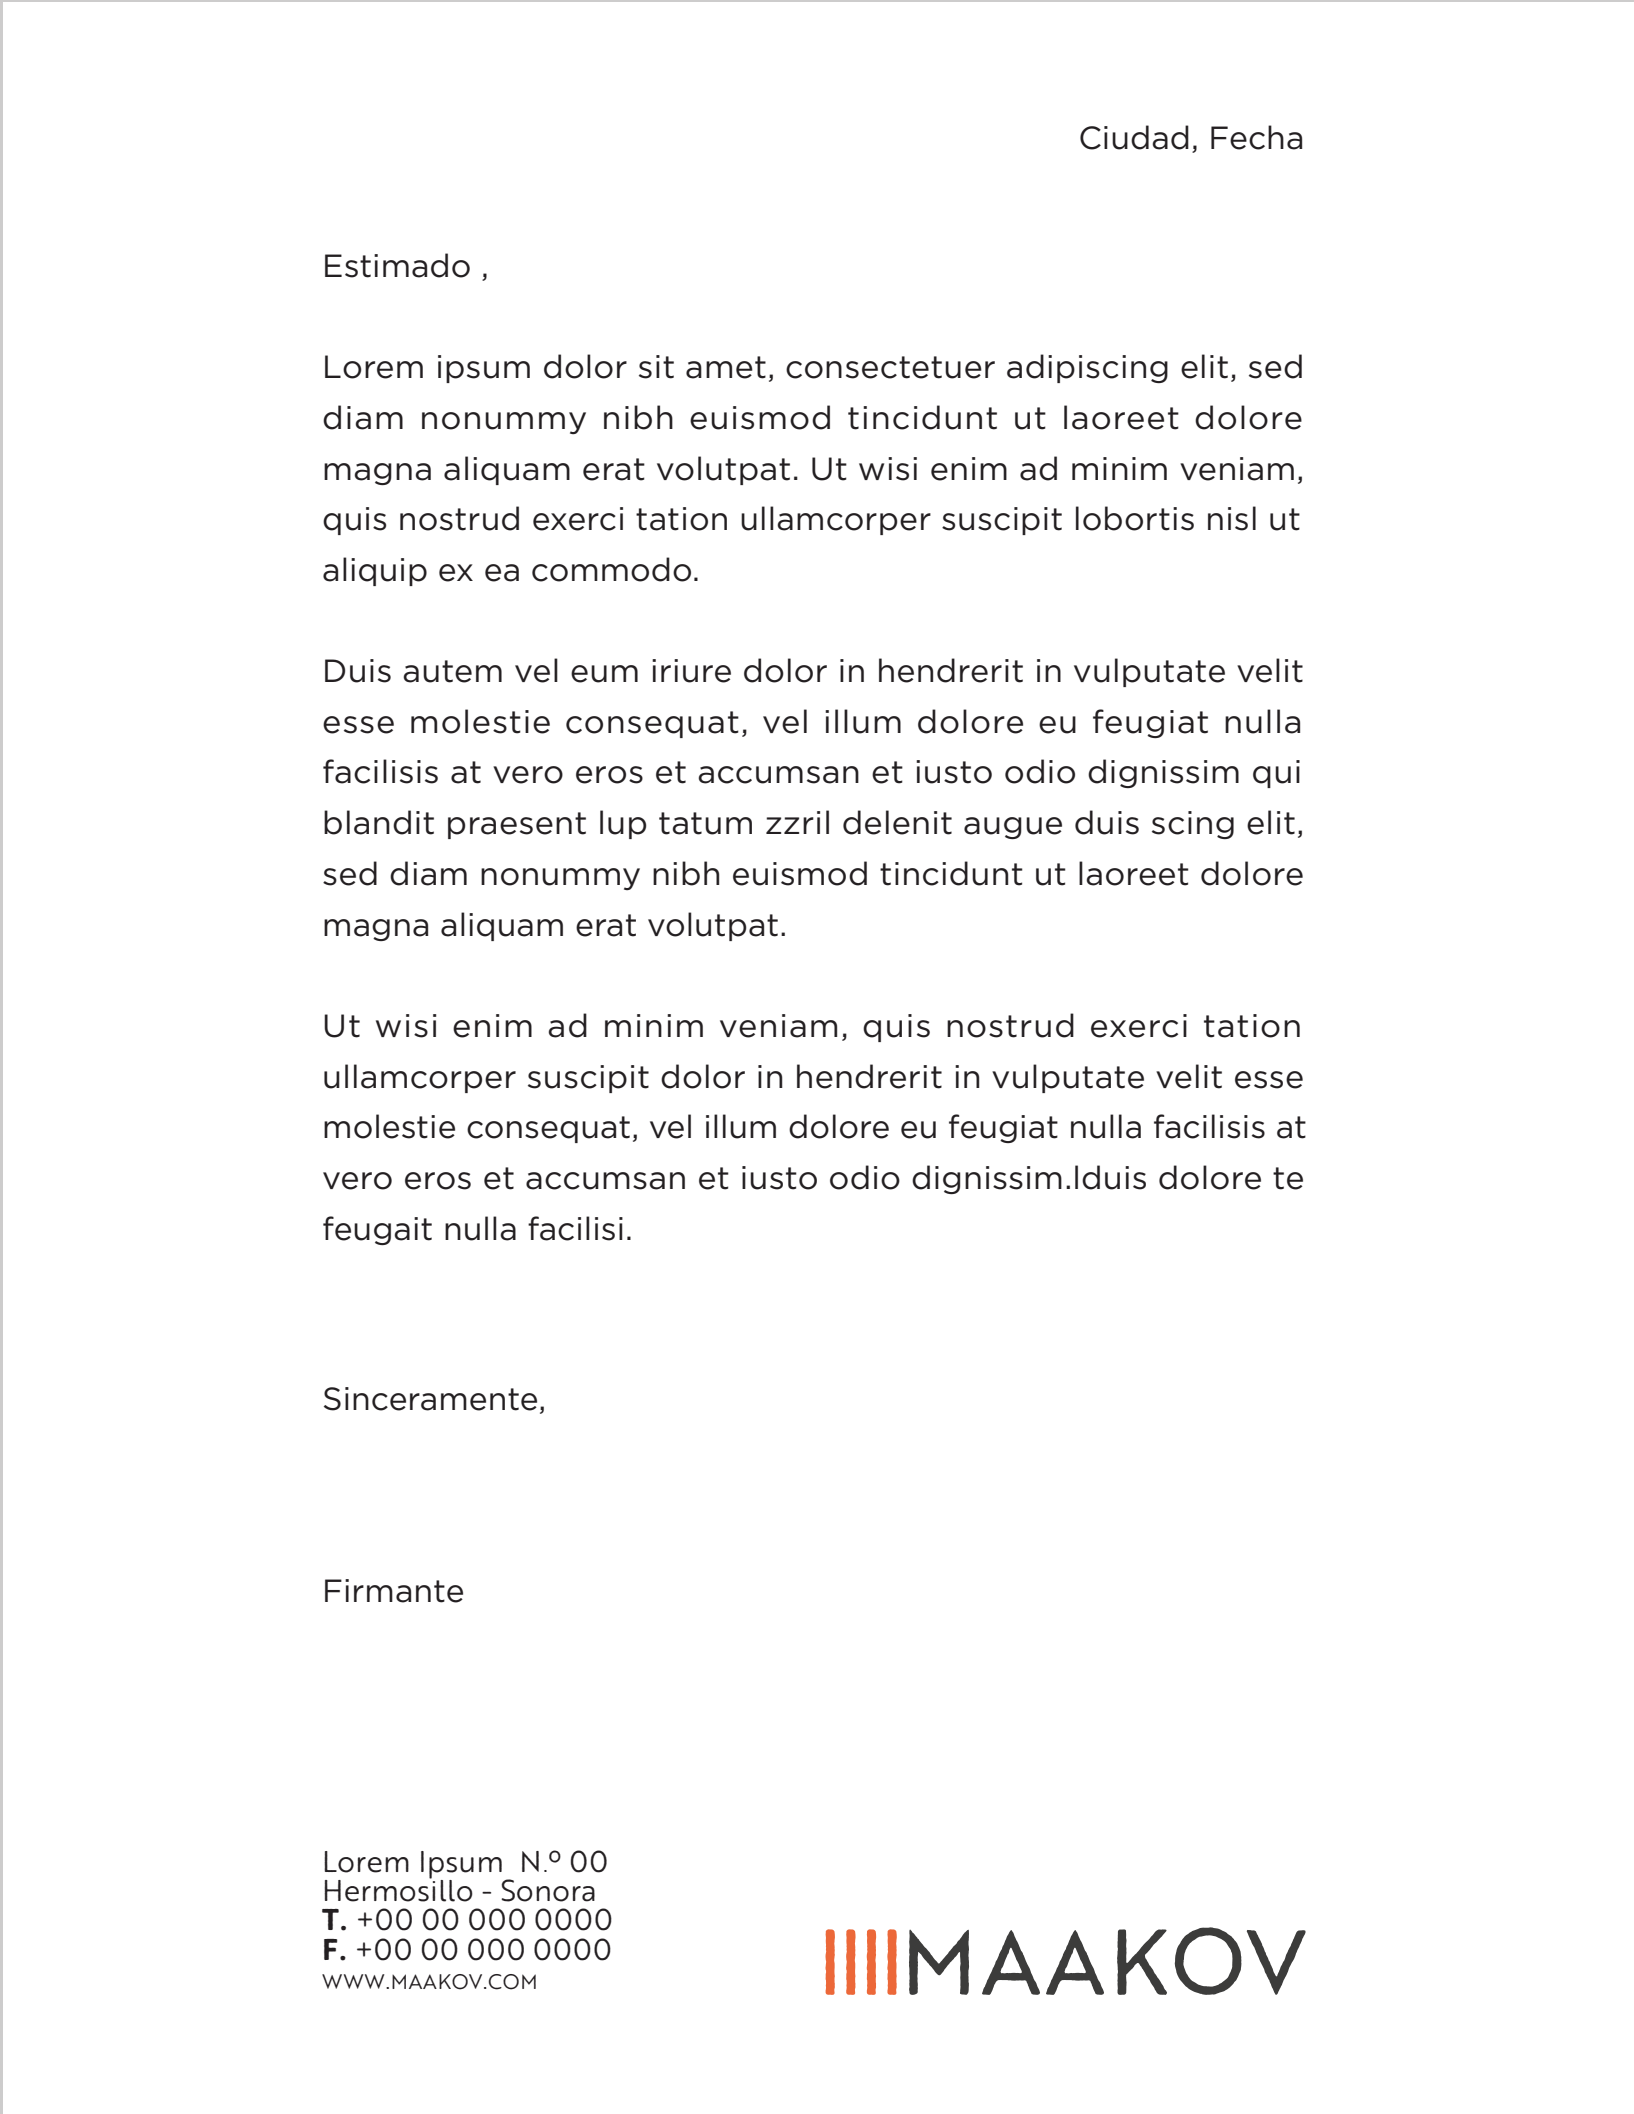 Ciudad, Fecha
Estimado ,
Lorem ipsum dolor sit amet, consectetuer adipiscing elit, sed
diam nonummy nibh euismod tincidunt ut laoreet dolore
magna aliquam erat volutpat. Ut wisi enim ad minim veniam,
quis nostrud exerci tation ullamcorper suscipit lobortis nisl ut
aliquip ex ea commodo.
Duis autem vel eum iriure dolor in hendrerit in vulputate velit
esse molestie consequat, vel illum dolore eu feugiat nulla
facilisis at vero eros et accumsan et iusto odio dignissim qui
blandit praesent lup tatum zzril delenit augue duis scing elit,
sed diam nonummy nibh euismod tincidunt ut laoreet dolore
magna aliquam erat volutpat.
Ut wisi enim ad minim veniam, quis nostrud exerci tation
ullamcorper suscipit dolor in hendrerit in vulputate velit esse
molestie consequat, vel illum dolore eu feugiat nulla facilisis at
vero eros et accumsan et iusto odio dignissim.lduis dolore te
feugait nulla facilisi.
Sinceramente,
Firmante
Lorem Ipsum  N.º 00
Hermosillo - Sonora
T. +00 00 000 0000
F. +00 00 000 0000
WWW.MAAKOV.COM
MAAKOV